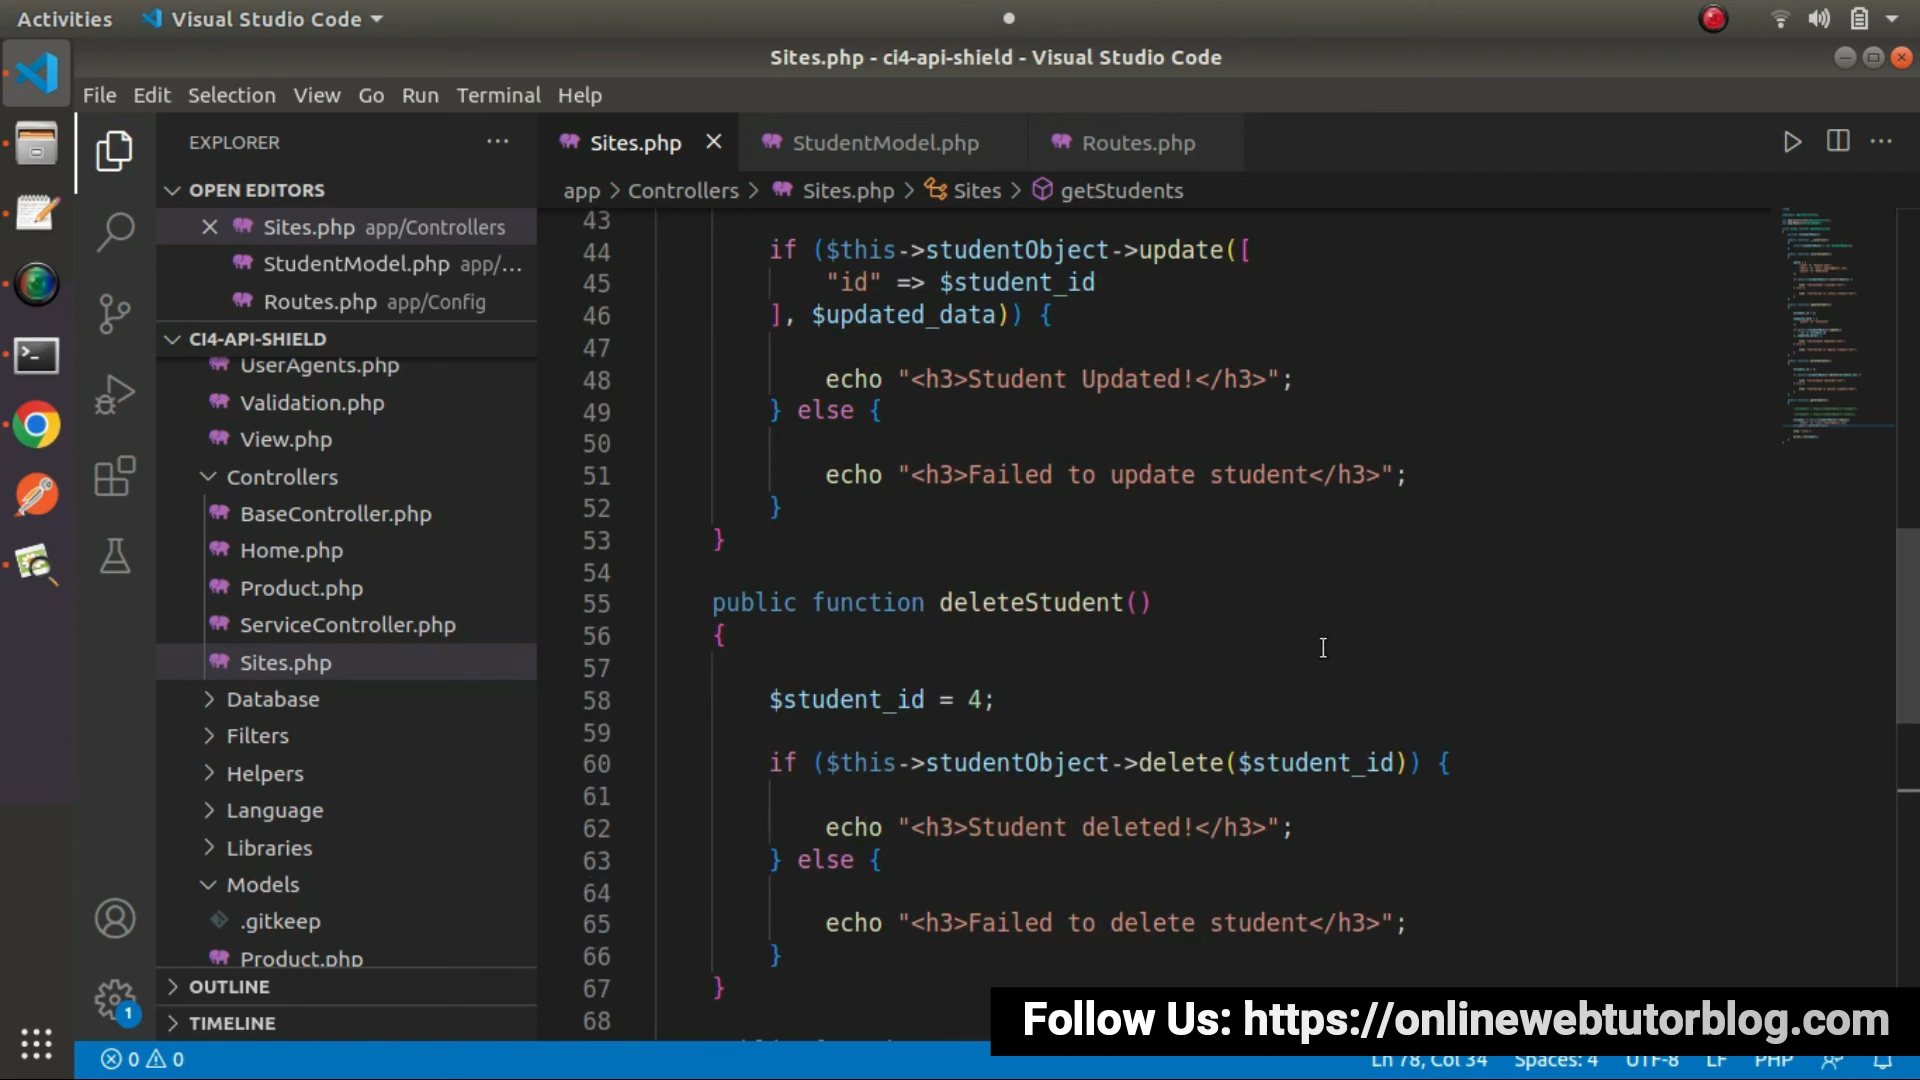 Activities
Visual Studio Code
Sites.php - ci4-api-shield - Visual Studio Code
File Edit Selection View Go Run Terminal Help
EXPLORER
OPEN EDITORS
Sites.php app/Controllers
StudentModel.php app/...
Routes.php app/Config
CI4-API-SHIELD
UserAgents.php
Validation.php
View.php
Controllers
BaseController.php
Home.php
Product.php
ServiceController.php
Sites.php
Database
Filters
Helpers
Language
Libraries
Models
.gitkeep
Product.php
OUTLINE
TIMELINE
1
Sites.php
StudentModel.php
Routes.php
app > Controllers > Sites.php > Sites > getStudents
43
44 if ($this->studentObject->update([
45 "id" => $student_id
46 ], $updated_data)) {
47
48 echo "<h3>Student Updated!</h3>";
49 } else {
50
51 echo "<h3>Failed to update student</h3>";
52 }
53 }
54
55 public function deleteStudent()
56 {
57
58 $student_id = 4;
59
60 if ($this->studentObject->delete($student_id)) {
61
62 echo "<h3>Student deleted!</h3>";
63 } else {
64
65 echo "<h3>Failed to delete student</h3>";
66 }
67 }
68
Follow Us: https://onlinewebtutorblog.com
0 0
Ln 78, Col 34 Spaces: 4 UTF-8 LF PHP